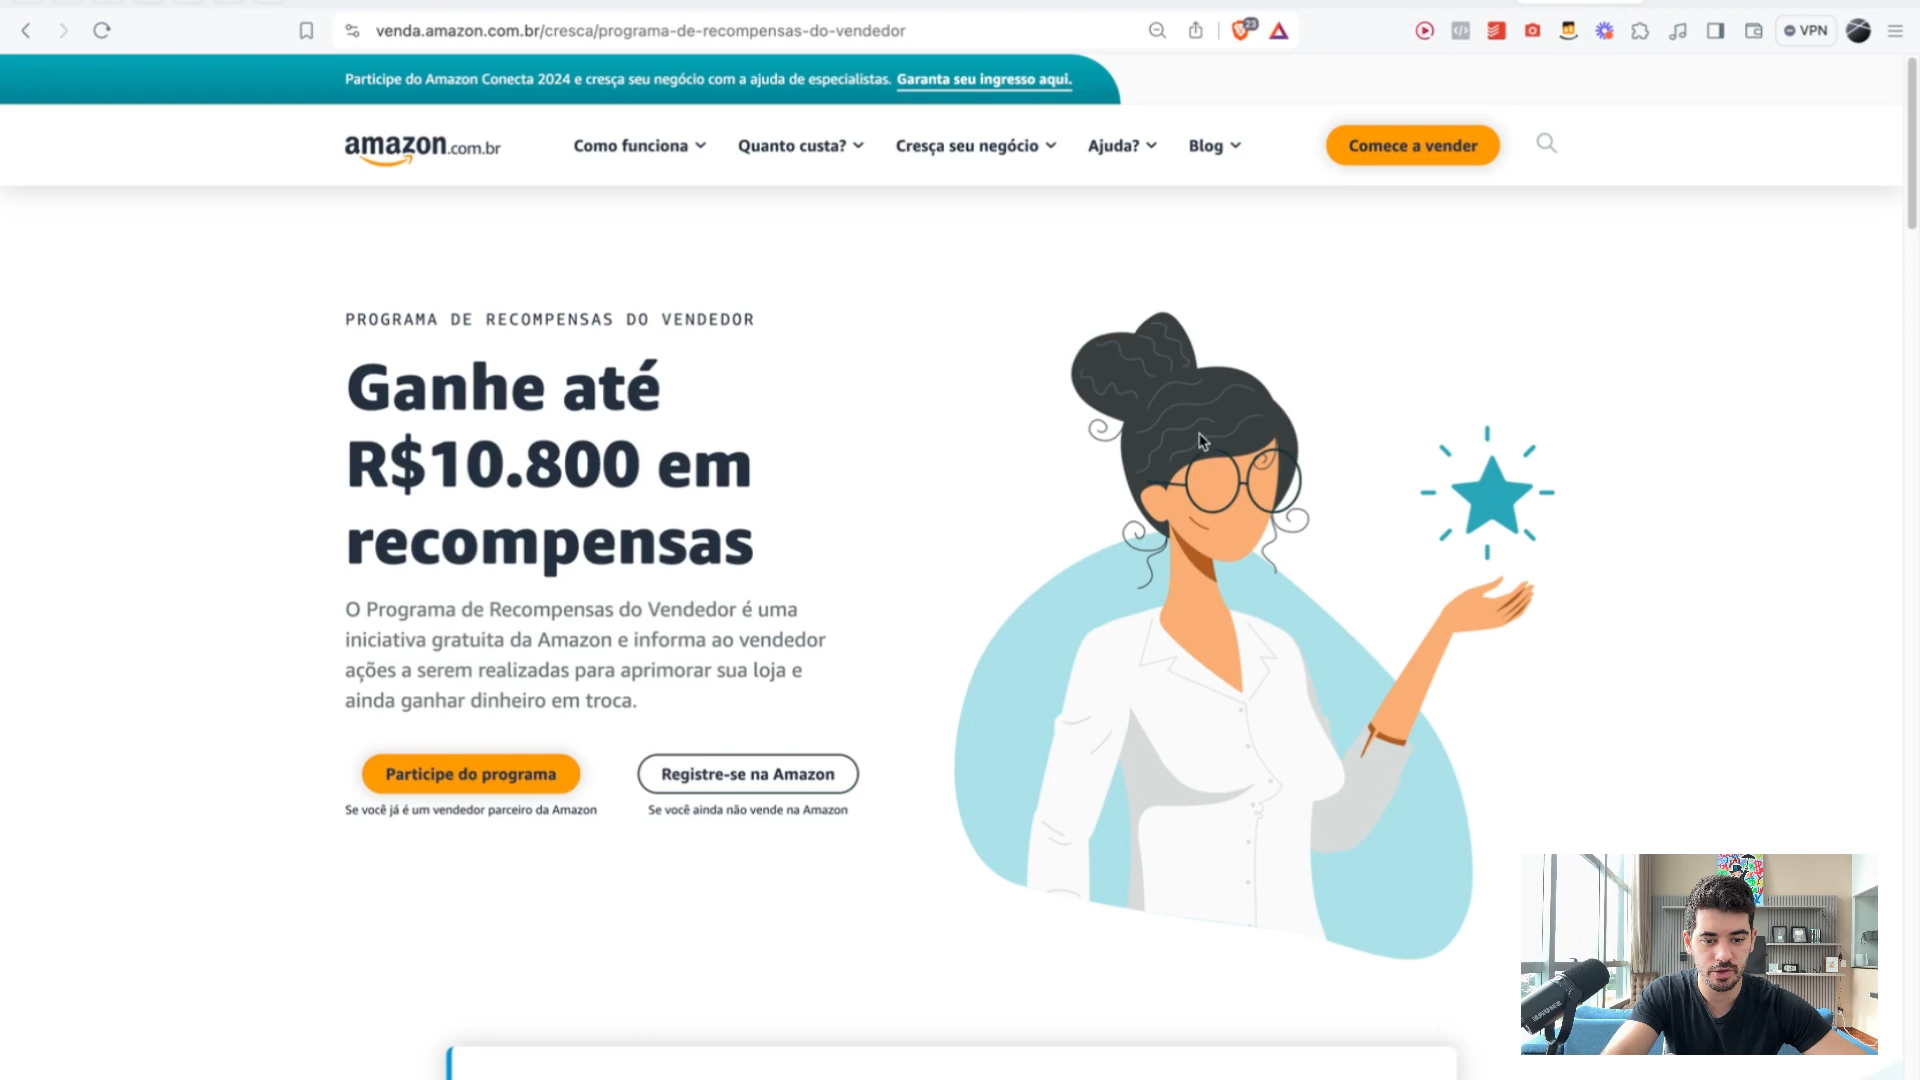 venda.amazon.com.br/cresca/programa-de-recompensas-do-vendedor
23
VPN
Participe do Amazon Conecta 2024 e cresça seu negócio com a ajuda de especialistas. Garanta seu ingresso aqui.
amazon.com.br
Como funciona
Quanto custa?
Cresça seu negócio
Ajuda?
Blog
Comece a vender
PROGRAMA DE RECOMPENSAS DO VENDEDOR
Ganhe até
R$10.800 em
recompensas
O Programa de Recompensas do Vendedor é uma
iniciativa gratuita da Amazon e informa ao vendedor
ações a serem realizadas para aprimorar sua loja e
ainda ganhar dinheiro em troca.
Participe do programa
Registre-se na Amazon
Se você já é um vendedor parceiro da Amazon
Se você ainda não vende na Amazon